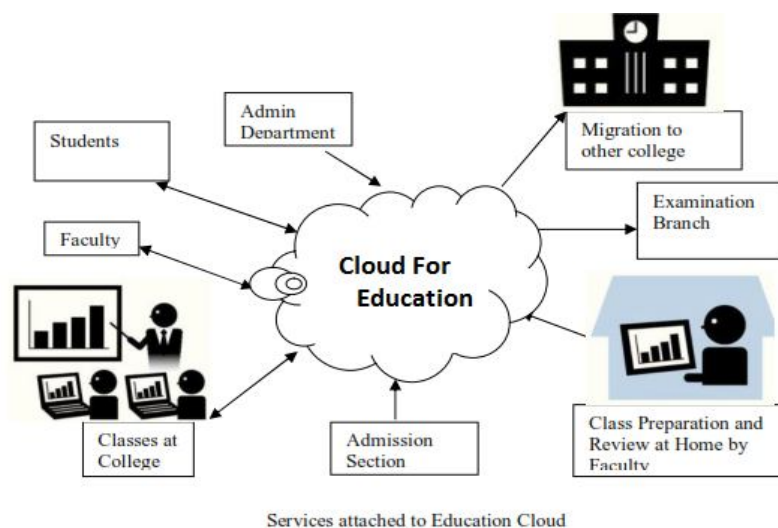 Admin
Department
Students
Migration to
other college
Examination
Branch
Faculty
Cloud For
Education
Classes at
College
Admission
Section
Class Preparation and
Review at Home by
Faculty
Services attached to Education Cloud